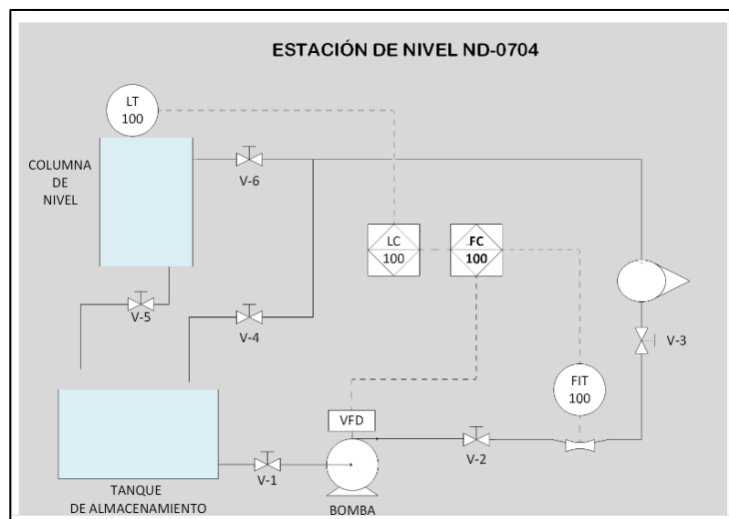 ESTACIÓN DE NIVEL ND-0704
LT
100
COLUMNA
DE
NIVEL
V-6
LC
100
FC
100
V-5
V-4
V-3
FIT
100
VFD
V-2
V-1
TANQUE
DE ALMACENAMIENTO
BOMBA